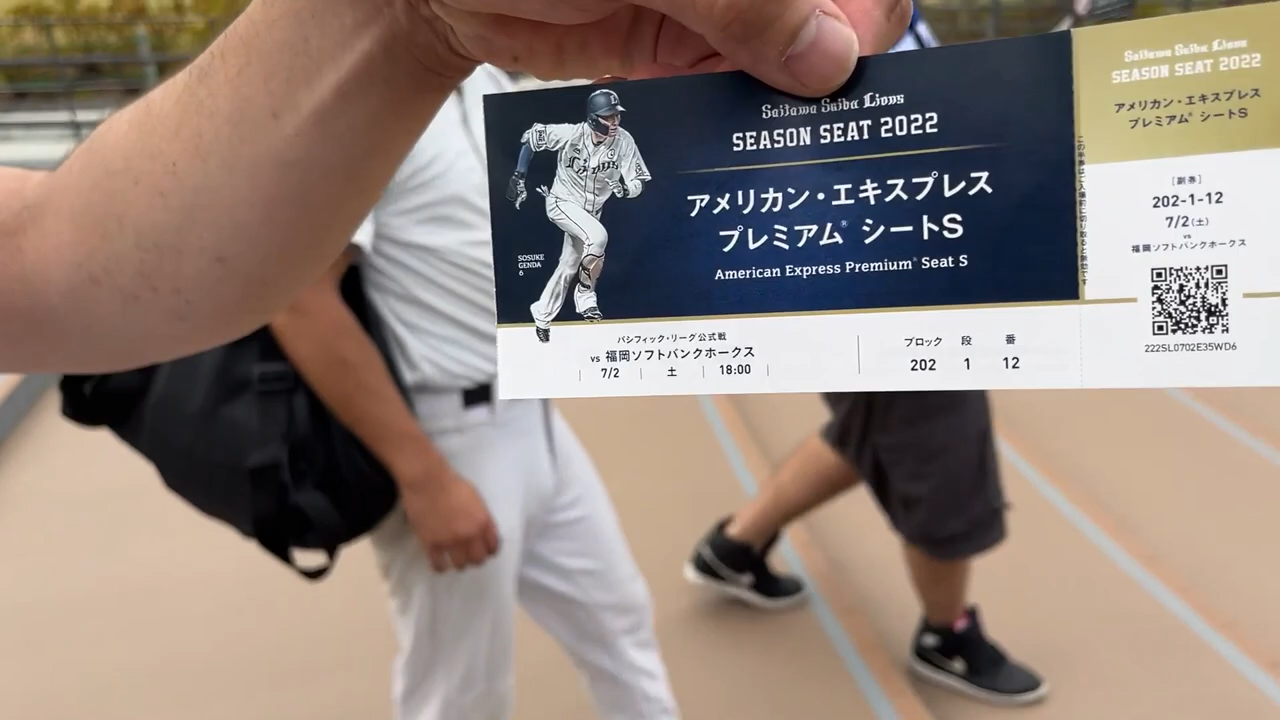 Saitama Seibu Lions
SEASON SEAT 2022
アメリカン・エキスプレス
プレミアム® シートS
American Express Premium® Seat S
SOSUKE
GENDA
6
パシフィック・リーグ公式戦
vs 福岡ソフトバンクホークス
7/2 土 18:00
ブロック 段 番
202 1 12
Saitama Seibu Lions
SEASON SEAT 2022
アメリカン・エキスプレス
プレミアム® シートS
[副券]
202-1-12
7/2(土)
vs
福岡ソフトバンクホークス
222SL0702E35WD6